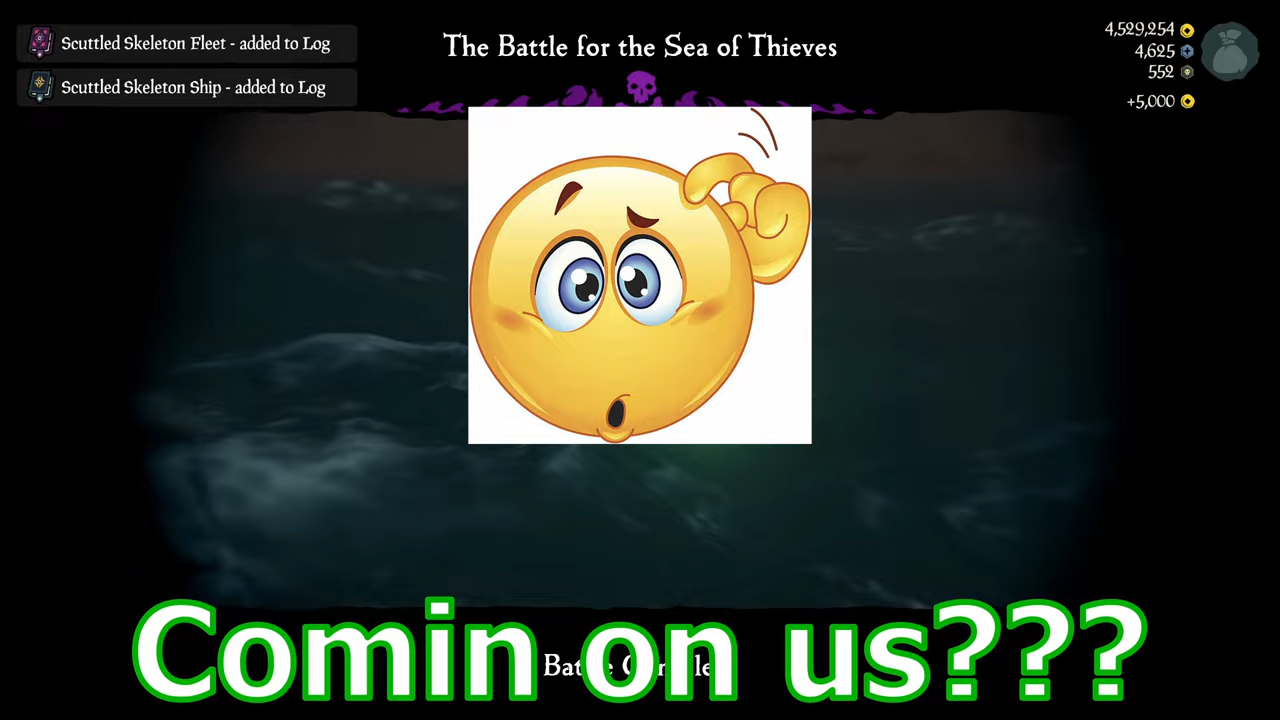 Scuttled Skeleton Fleet - added to Log
Scuttled Skeleton Ship - added to Log
The Battle for the Sea of Thieves
4,529,254
4,625
552
+5,000
Comin on us???